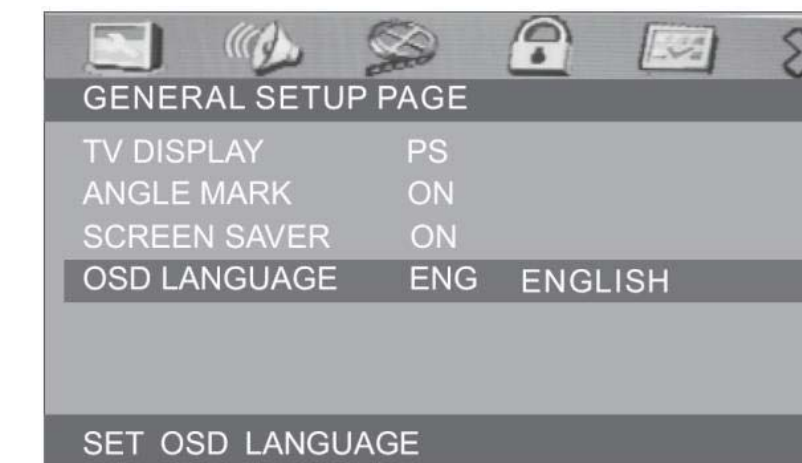 GENERAL SETUP PAGE
TV DISPLAY PS
ANGLE MARK ON
SCREEN SAVER ON
OSD LANGUAGE ENG ENGLISH
SET OSD LANGUAGE